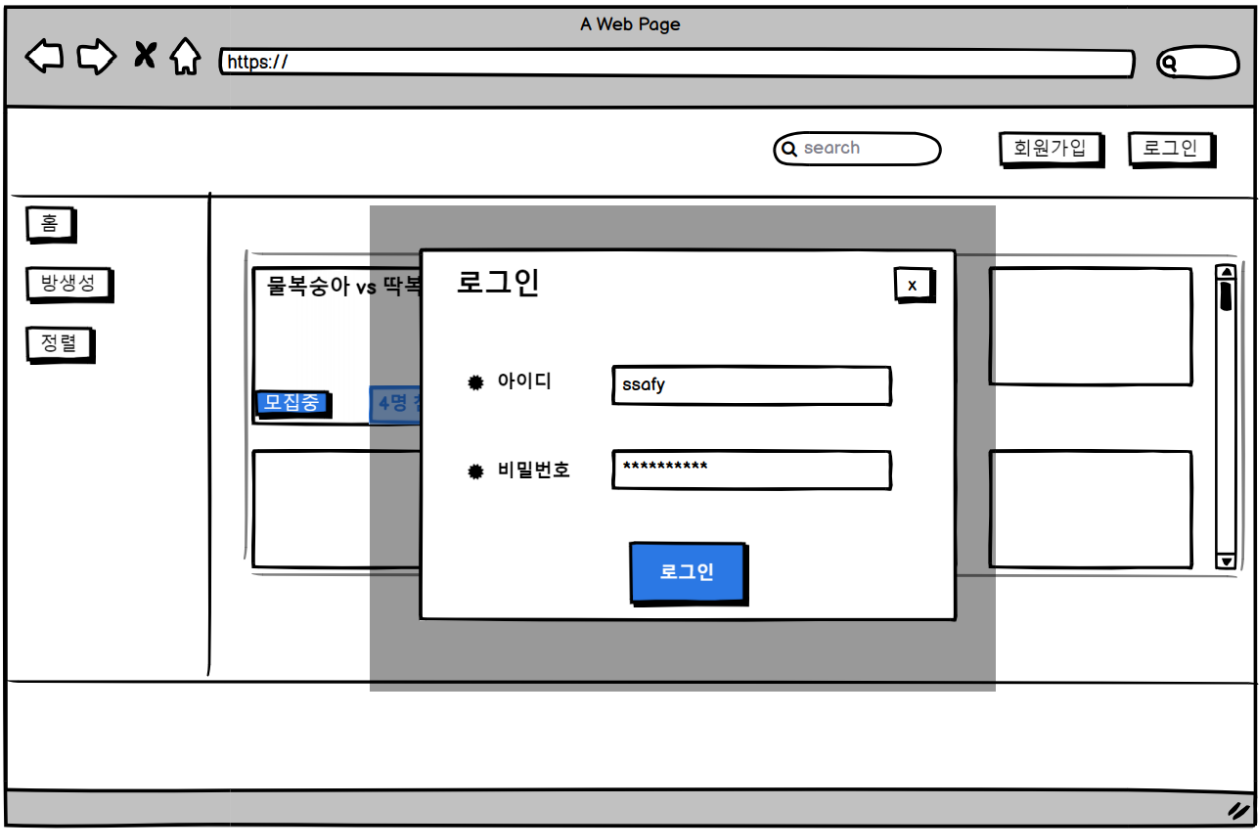 A Web Page
https://
search
회원가입
로그인
홈
방생성
정렬
물복숭아 vs 딱복
모집중
4명
로그인
x
아이디
ssafy
비밀번호
**********
로그인